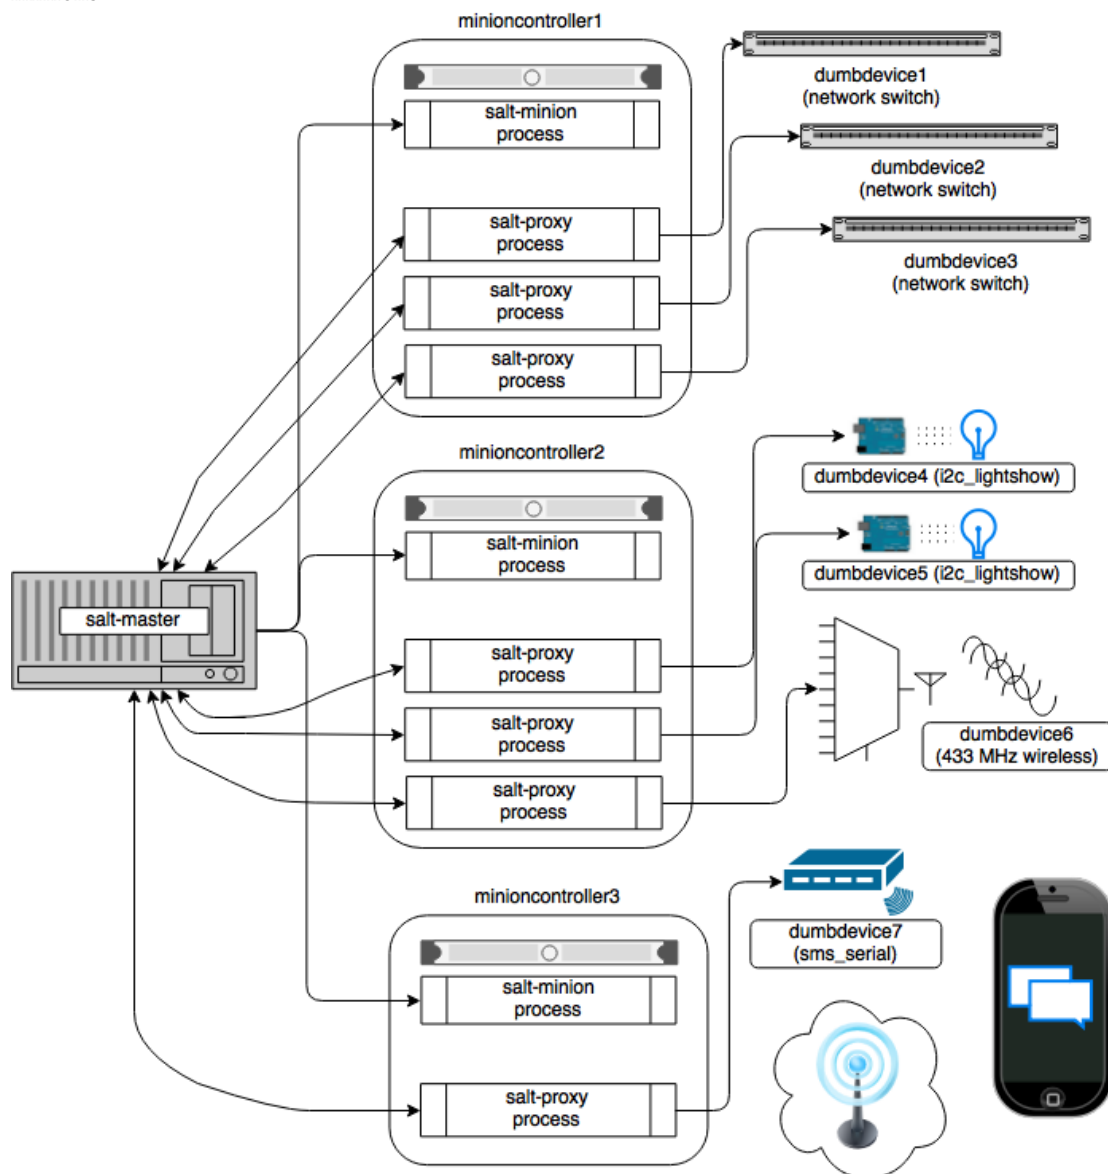 minioncontroller1
salt-minion
process
salt-proxy
process
salt-proxy
process
salt-proxy
process
dumbdevice1
(network switch)
dumbdevice2
(network switch)
dumbdevice3
(network switch)
minioncontroller2
salt-minion
process
salt-proxy
process
salt-proxy
process
salt-proxy
process
salt-master
dumbdevice4 (i2c_lightshow)
dumbdevice5 (i2c_lightshow)
dumbdevice6
(433 MHz wireless)
minioncontroller3
salt-minion
process
salt-proxy
process
dumbdevice7
(sms_serial)